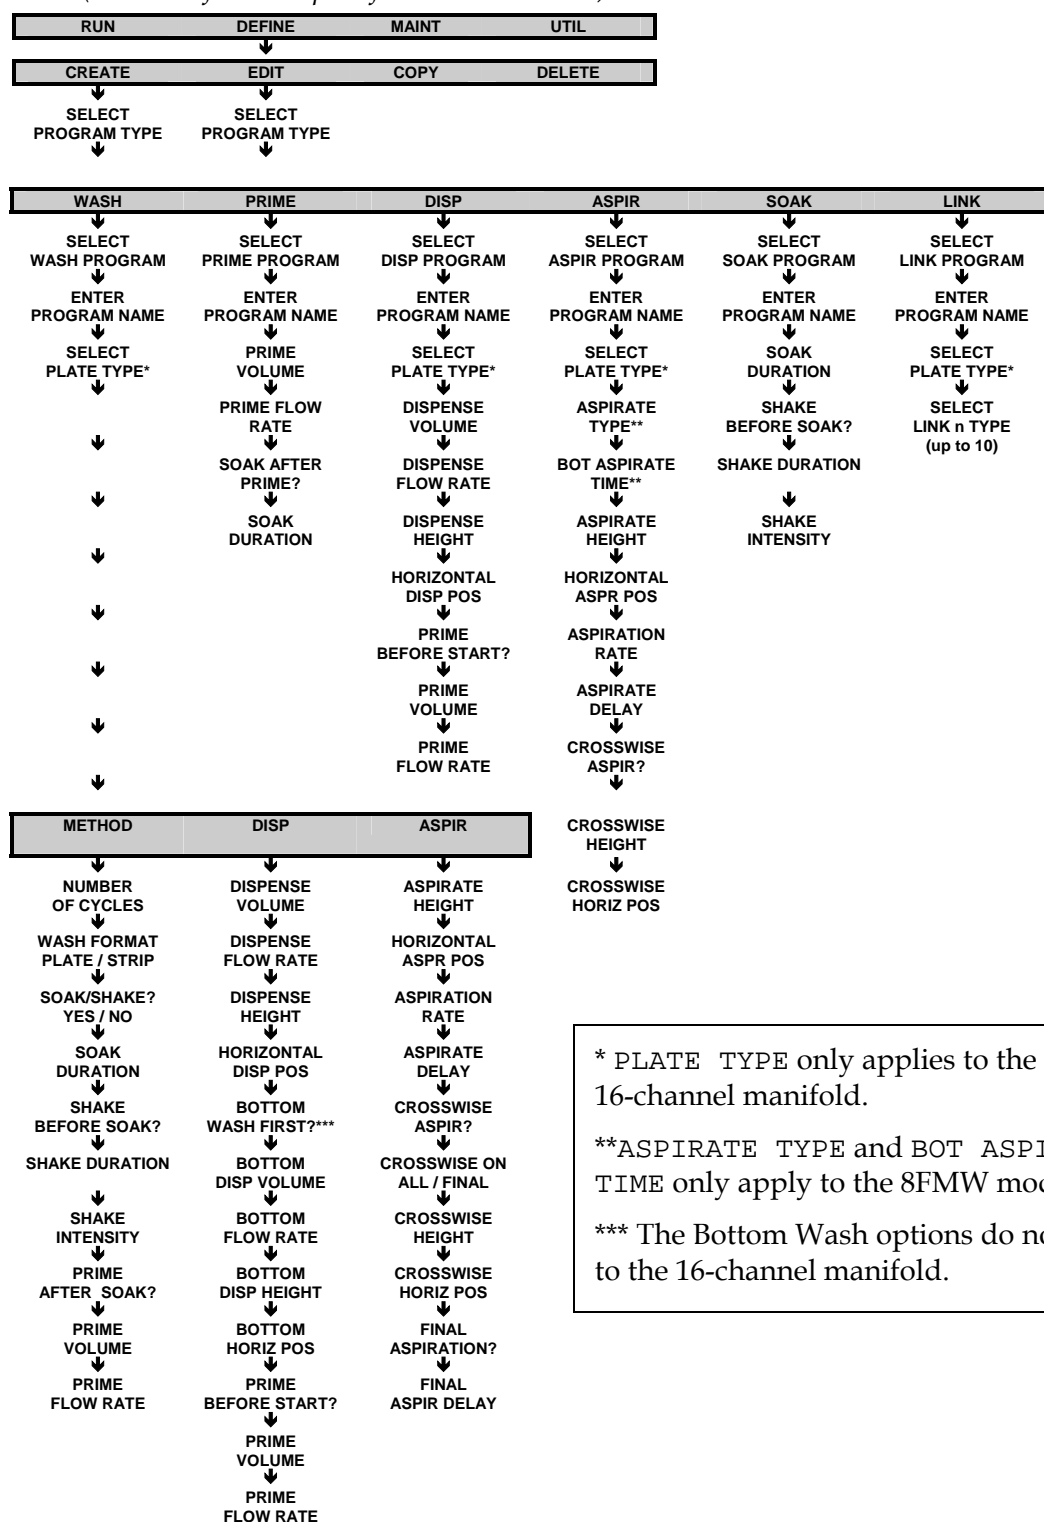 RUN DEFINE MAINT UTIL
CREATE EDIT COPY DELETE
SELECT SELECT
PROGRAM TYPE PROGRAM TYPE
WASH PRIME DISP ASPIR SOAK LINK
SELECT SELECT SELECT SELECT SELECT SELECT
WASH PROGRAM PRIME PROGRAM DISP PROGRAM ASPIR PROGRAM SOAK PROGRAM LINK PROGRAM
ENTER ENTER ENTER ENTER ENTER ENTER
PROGRAM NAME PROGRAM NAME PROGRAM NAME PROGRAM NAME PROGRAM NAME PROGRAM NAME
SELECT PRIME SELECT SELECT SOAK SELECT
PLATE TYPE* VOLUME PLATE TYPE* PLATE TYPE* DURATION PLATE TYPE*
PRIME FLOW DISPENSE ASPIRATE SHAKE SELECT
RATE VOLUME TYPE** BEFORE SOAK? LINK n TYPE
(up to 10)
SOAK AFTER DISPENSE BOT ASPIRATE SHAKE DURATION
PRIME? FLOW RATE TIME**
SOAK DISPENSE ASPIRATE SHAKE
DURATION HEIGHT HEIGHT INTENSITY
HORIZONTAL HORIZONTAL
DISP POS ASPR POS
PRIME ASPIRATION
BEFORE START? RATE
PRIME ASPIRATE
VOLUME DELAY
PRIME CROSSWISE
FLOW RATE ASPIR?
METHOD DISP ASPIR CROSSWISE
HEIGHT
NUMBER DISPENSE ASPIRATE CROSSWISE
OF CYCLES VOLUME HEIGHT HORIZ POS
WASH FORMAT DISPENSE HORIZONTAL
PLATE / STRIP FLOW RATE ASPR POS
SOAK/SHAKE? DISPENSE ASPIRATION
YES / NO HEIGHT RATE
SOAK HORIZONTAL ASPIRATE
DURATION DISP POS DELAY
SHAKE BOTTOM CROSSWISE
BEFORE SOAK? WASH FIRST?*** ASPIR?
SHAKE DURATION BOTTOM CROSSWISE ON
DISP VOLUME ALL / FINAL
SHAKE BOTTOM CROSSWISE
INTENSITY FLOW RATE HEIGHT
PRIME BOTTOM CROSSWISE
AFTER SOAK? DISP HEIGHT HORIZ POS
PRIME BOTTOM FINAL
VOLUME HORIZ POS ASPIRATION?
PRIME PRIME FINAL
FLOW RATE BEFORE START? ASPIR DELAY
PRIME
VOLUME
PRIME
FLOW RATE
* PLATE TYPE only applies to the
16-channel manifold.
**ASPIRATE TYPE and BOT
TIME only apply to the 8FMW
*** The Bottom Wash options do
to the 16-channel manifold.